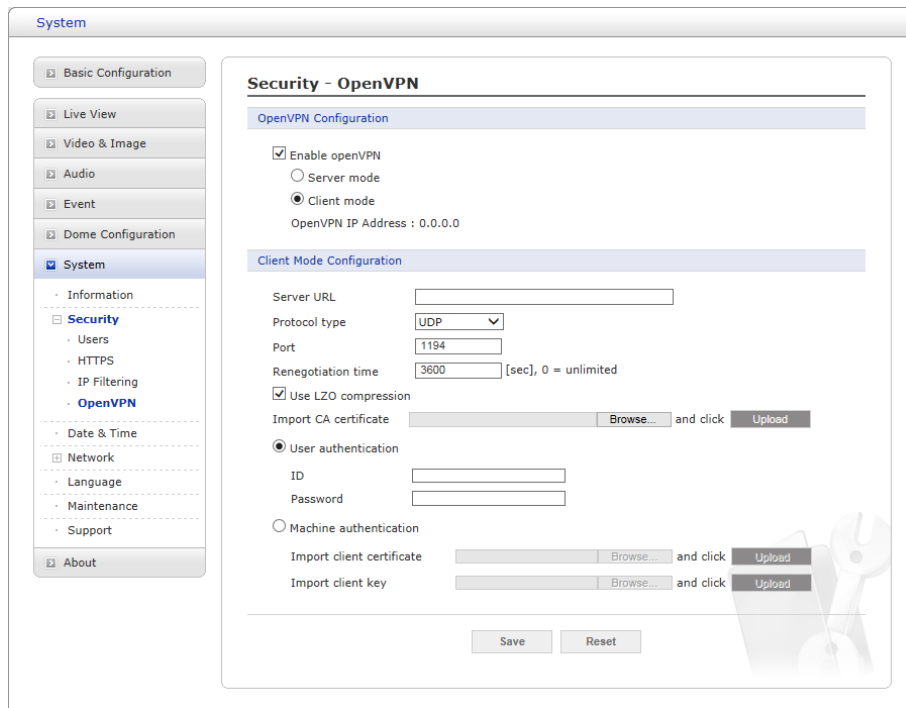 System
Basic Configuration
Live View
Video & Image
Audio
Event
Dome Configuration
System
Information
Security
Users
HTTPS
IP Filtering
OpenVPN
Date & Time
Network
Language
Maintenance
Support
About
Security - OpenVPN
OpenVPN Configuration
Enable openVPN
Server mode
Client mode
OpenVPN IP Address : 0.0.0.0
Client Mode Configuration
Server URL
Protocol type UDP
Port 1194
Renegotiation time 3600 [sec], 0 = unlimited
Use LZO compression
Import CA certificate Browse... and click Upload
User authentication
ID
Password
Machine authentication
Import client certificate Browse... and click Upload
Import client key Browse... and click Upload
Save Reset